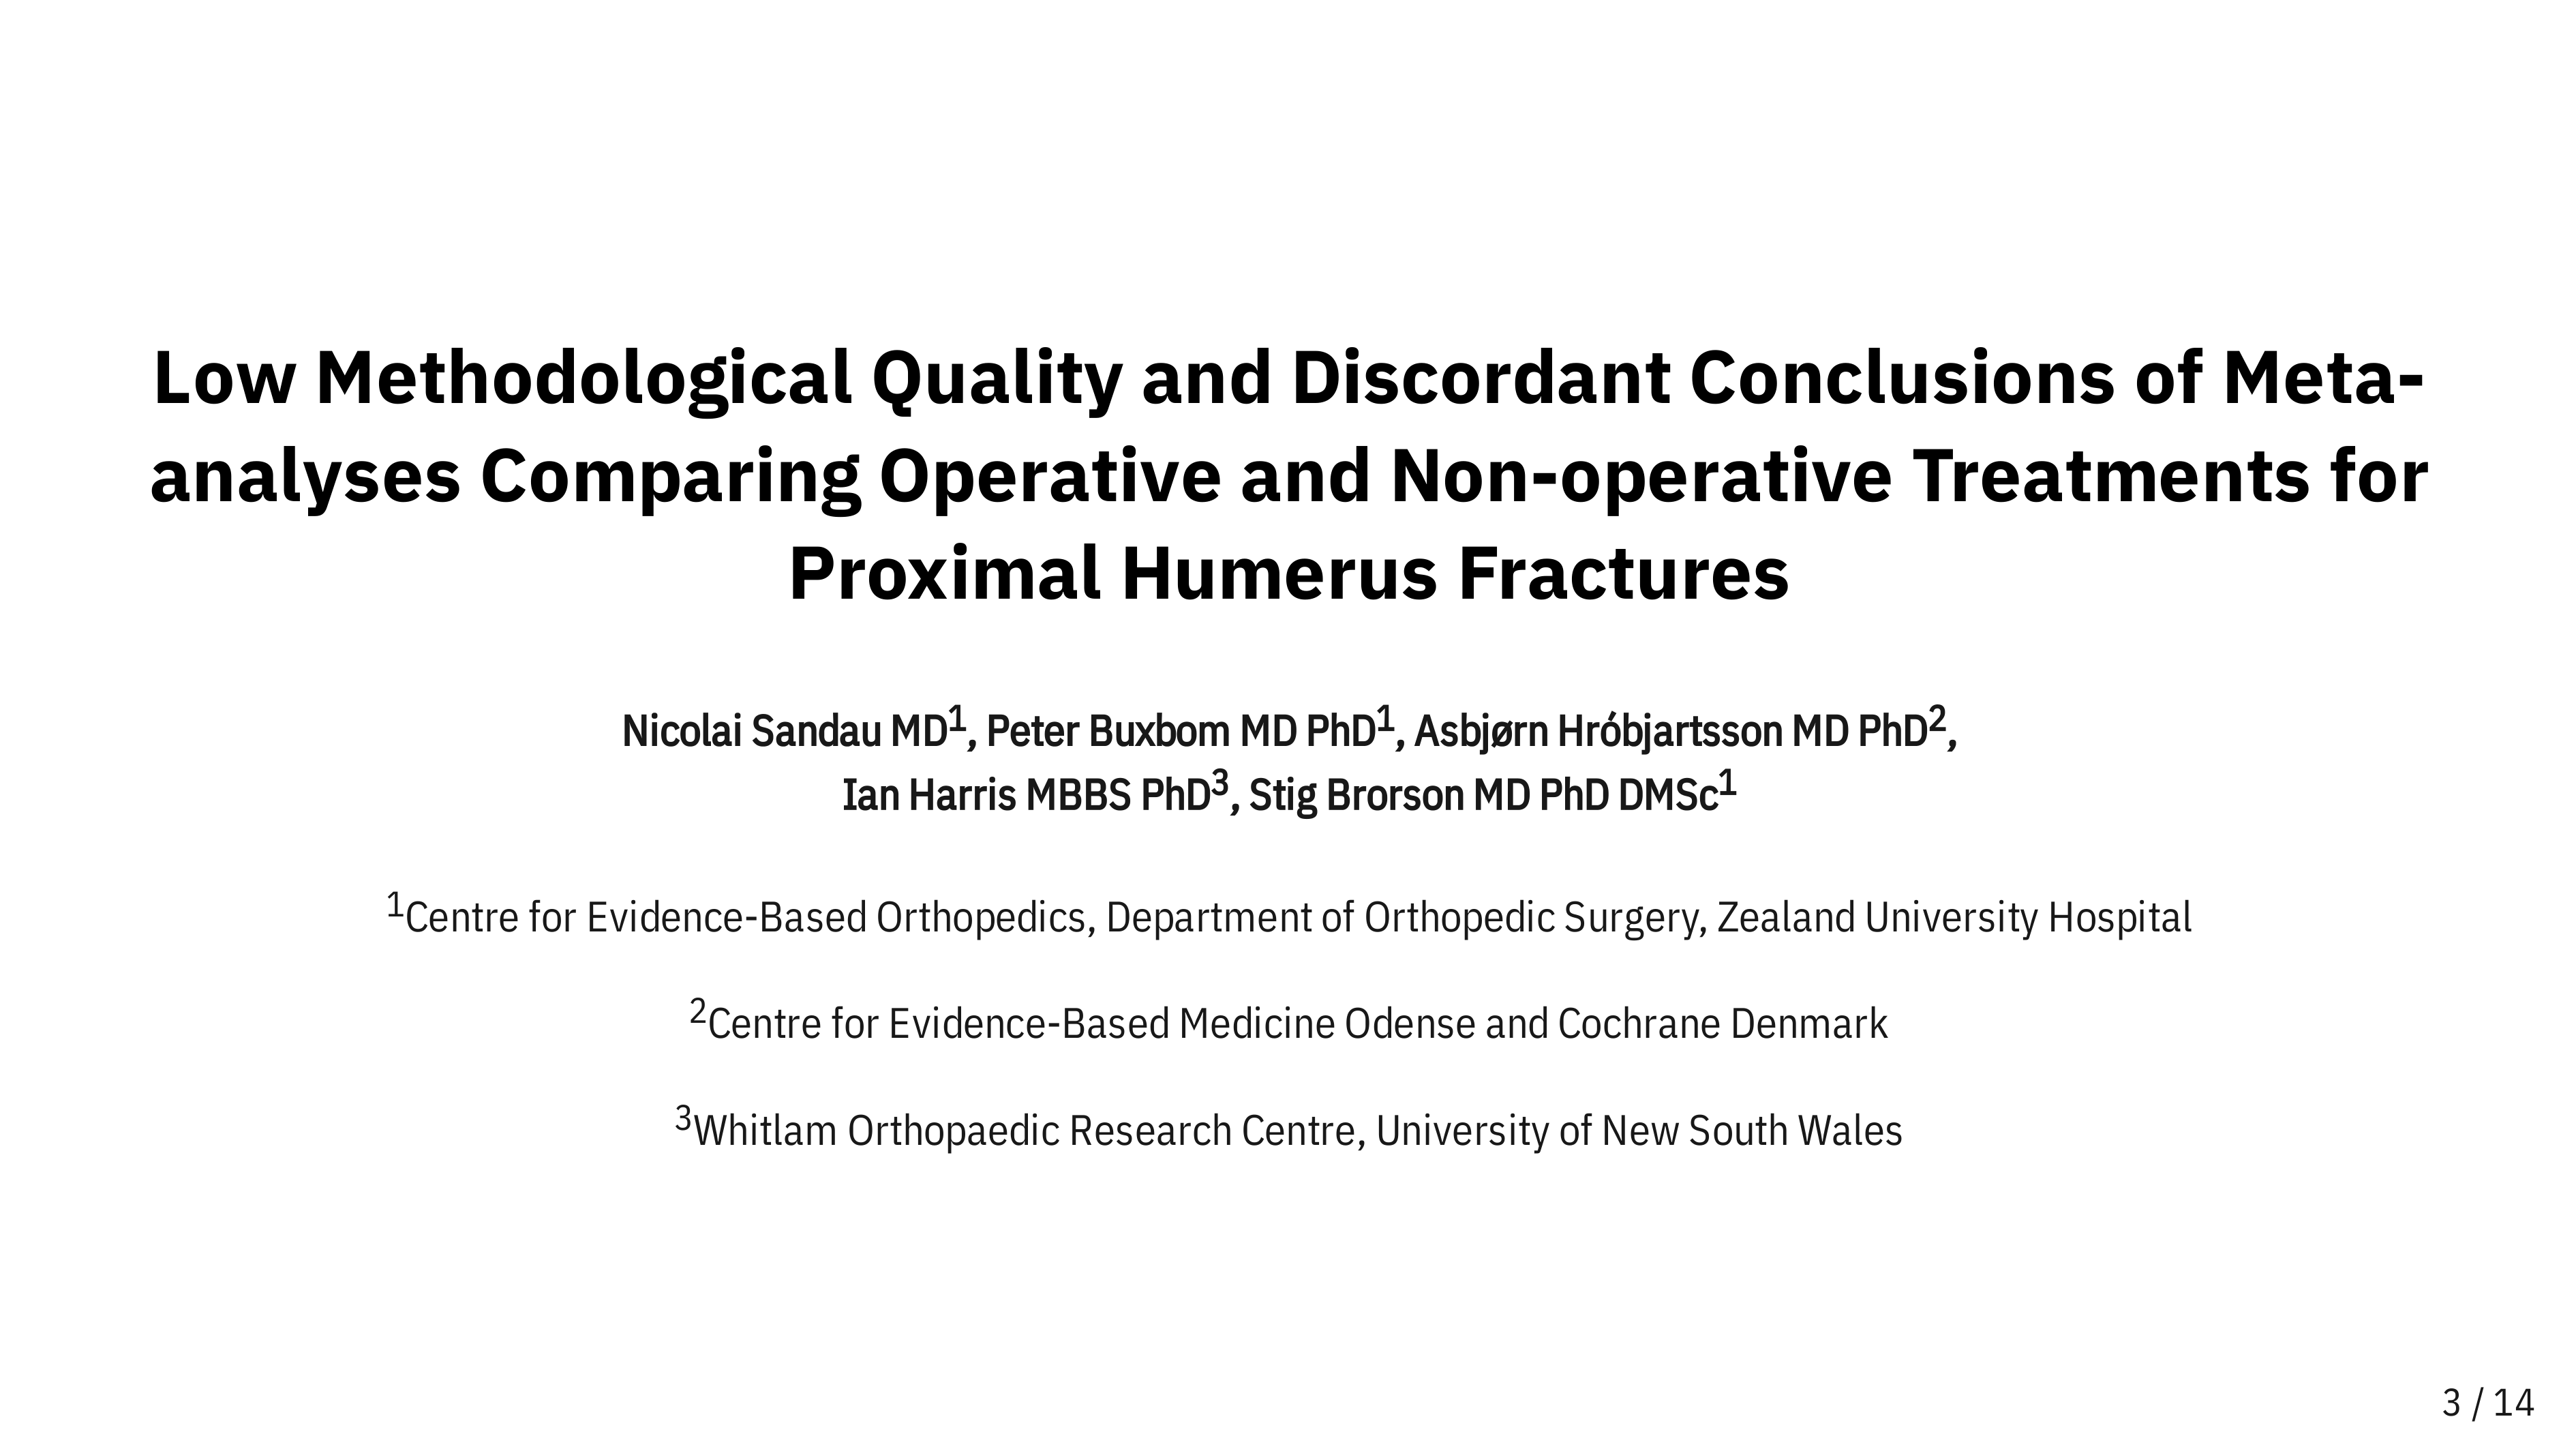 Low Methodological Quality and Discordant Conclusions of Meta-
analyses Comparing Operative and Non-operative Treatments for
Proximal Humerus Fractures
Nicolai Sandau MD1, Peter Buxbom MD PhD1, Asbjørn Hróbjartsson MD PhD2,
Ian Harris MBBS PhD3, Stig Brorson MD PhD DMSc1
1Centre for Evidence-Based Orthopedics, Department of Orthopedic Surgery, Zealand University Hospital
2Centre for Evidence-Based Medicine Odense and Cochrane Denmark
3Whitlam Orthopaedic Research Centre, University of New South Wales
3 / 14